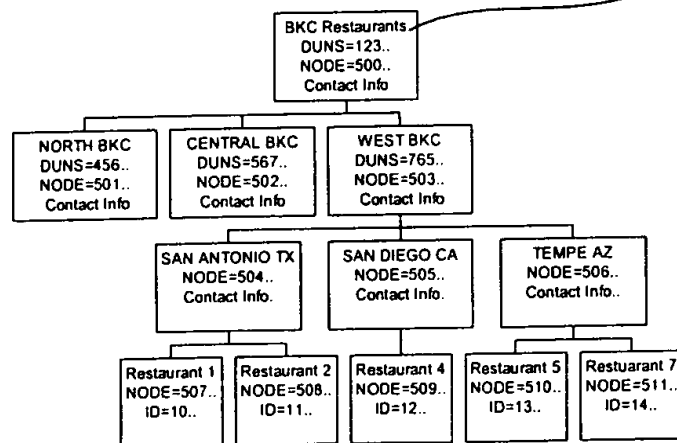 BKC Restaurants
DUNS=123..
NODE=500..
Contact Info
NORTH BKC
DUNS=456..
NODE=501..
Contact Info
CENTRAL BKC
DUNS=567..
NODE=502..
Contact Info
WEST BKC
DUNS=765..
NODE=503..
Contact Info
SAN ANTONIO TX
NODE=504..
Contact Info.
SAN DIEGO CA
NODE=505..
Contact Info.
TEMPE AZ
NODE=506..
Contact Info..
Restaurant 1
NODE=507..
ID=10..
Restaurant 2
NODE=508..
ID=11..
Restaurant 4
NODE=509..
ID=12..
Restaurant 5
NODE=510..
ID=13..
Restuarant 7
NODE=511..
ID=14..